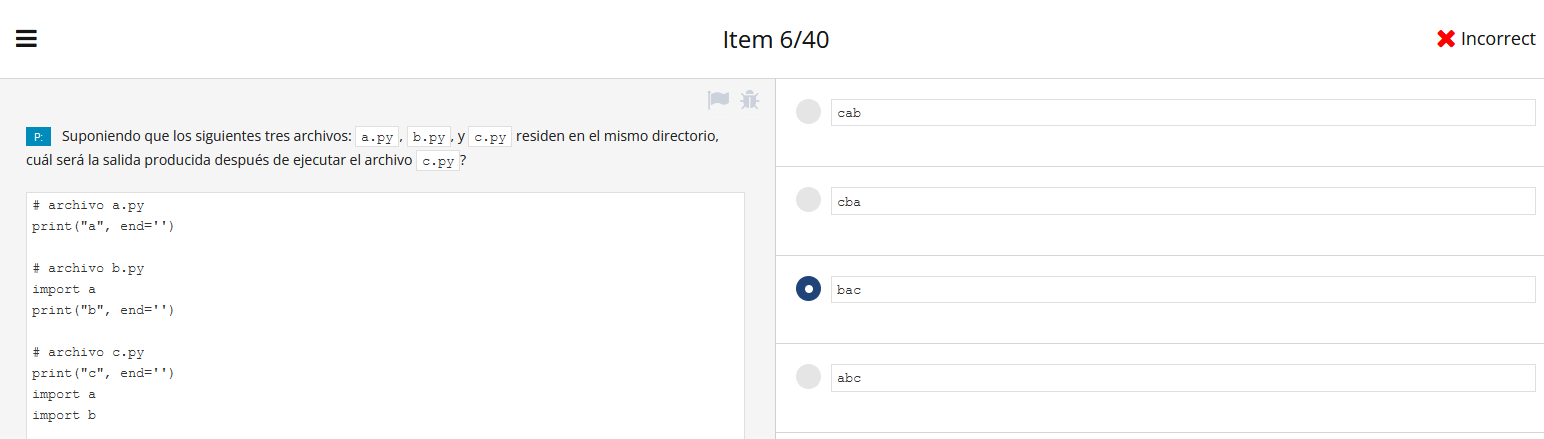 Item 6/40
Incorrect
P: Suponiendo que los siguientes tres archivos: a.py, b.py, y c.py residen en el mismo directorio,
cuál será la salida producida después de ejecutar el archivo c.py?
# archivo a.py
print("a", end='')
# archivo b.py
import a
print("b", end='')
# archivo c.py
print("c", end='')
import a
import b
cab
cba
bac
abc